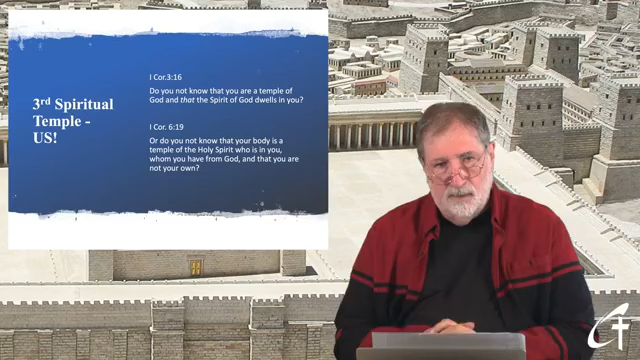 3rd Spiritual
Temple -
US!
I Cor.3:16
Do you not know that you are a temple of
God and that the Spirit of God dwells in you?
I Cor. 6:19
Or do you not know that your body is a
temple of the Holy Spirit who is in you,
whom you have from God, and that you are
not your own?